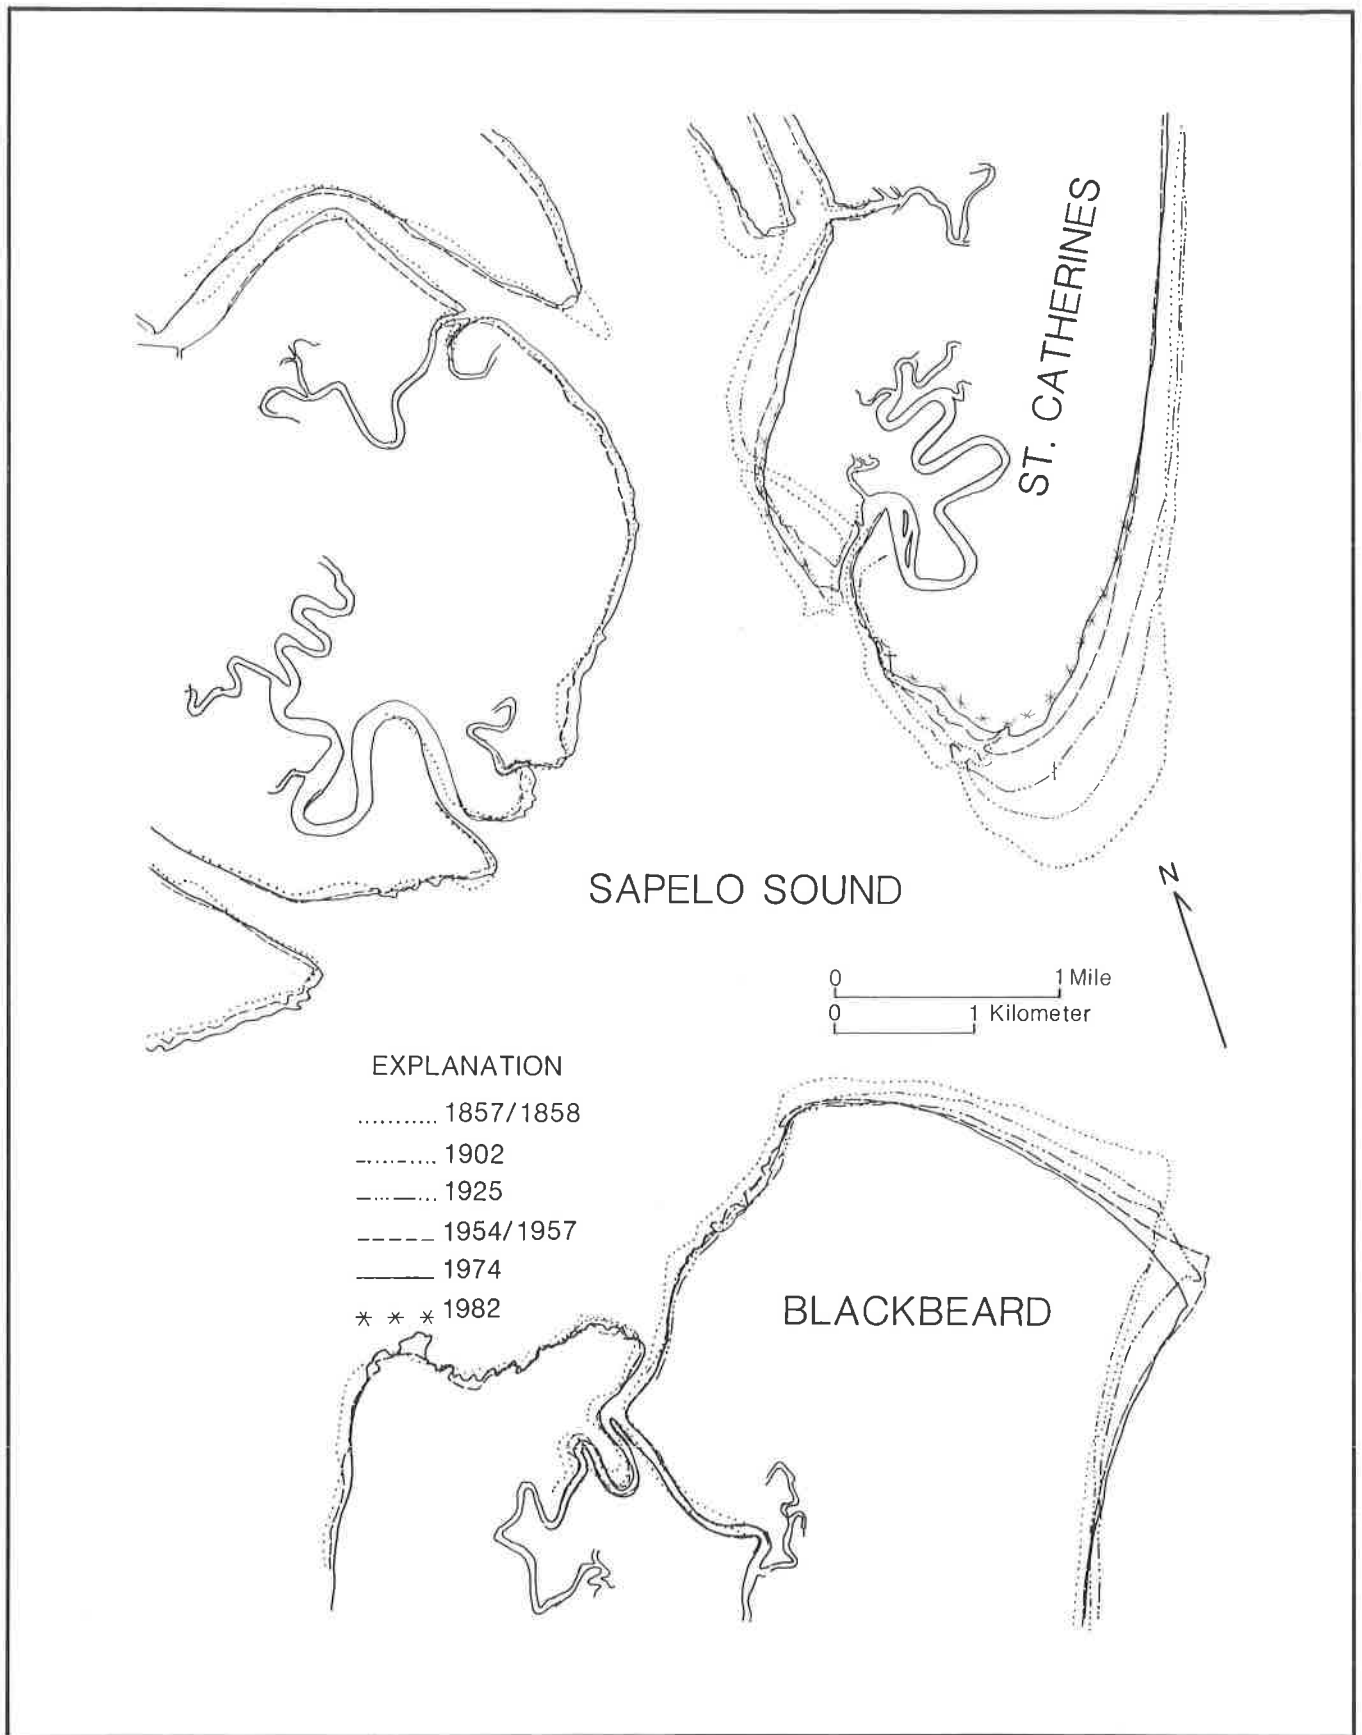 ST. CATHERINES
SAPELO SOUND
N
0 1 Mile
0 1 Kilometer
EXPLANATION
1857/1858
1902
1925
1954/1957
1974
* * * 1982
BLACKBEARD